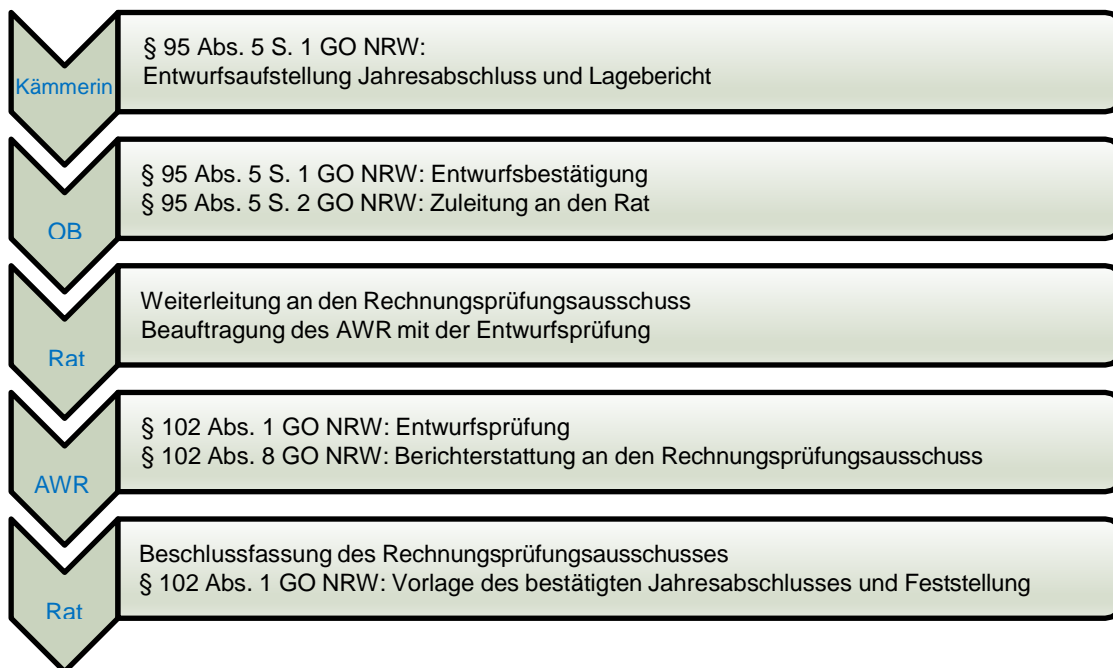 § 95 Abs. 5 S. 1 GO NRW:
Entwurfsaufstellung Jahresabschluss und Lagebericht
Kämmerin
§ 95 Abs. 5 S. 1 GO NRW: Entwurfsbestätigung
§ 95 Abs. 5 S. 2 GO NRW: Zuleitung an den Rat
OB
Weiterleitung an den Rechnungsprüfungsausschuss
Beauftragung des AWR mit der Entwurfsprüfung
Rat
§ 102 Abs. 1 GO NRW: Entwurfsprüfung
§ 102 Abs. 8 GO NRW: Berichterstattung an den Rechnungsprüfungsausschuss
AWR
Beschlussfassung des Rechnungsprüfungsausschusses
§ 102 Abs. 1 GO NRW: Vorlage des bestätigten Jahresabschlusses und Feststellung
Rat